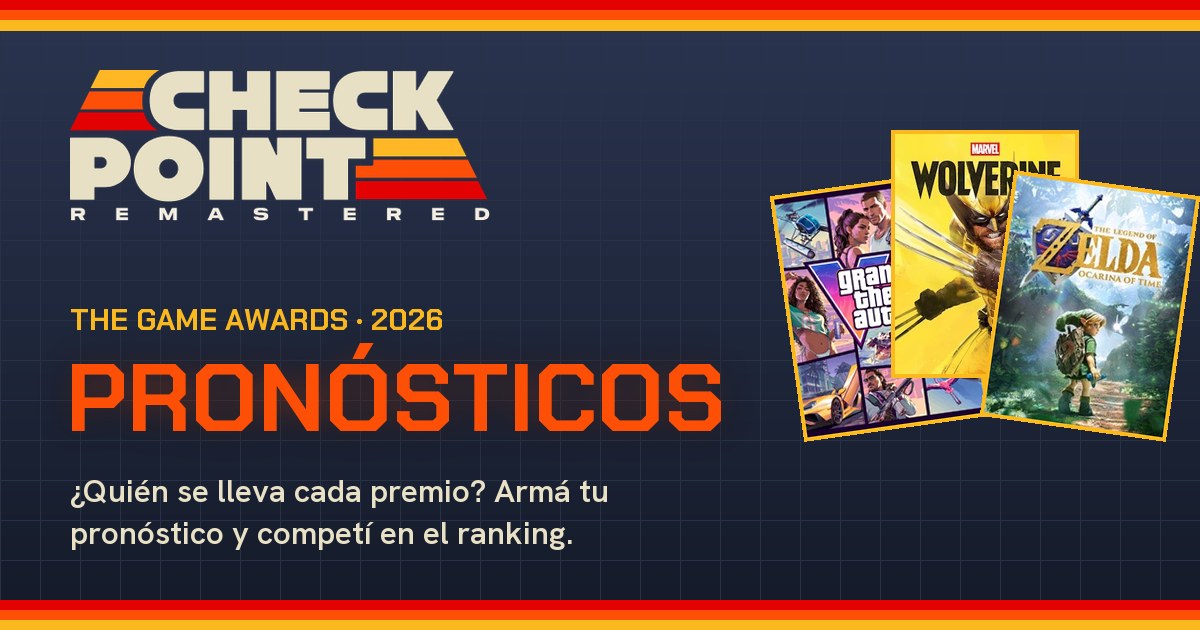 CHECK
POINT
REMASTERED
THE GAME AWARDS · 2026
PRONÓSTICOS
¿Quién se lleva cada premio? Armá tu
pronóstico y competí en el ranking.
MARVEL
WOLVERINE
THE LEGEND OF
ZELDA
OCARINA OF TIME